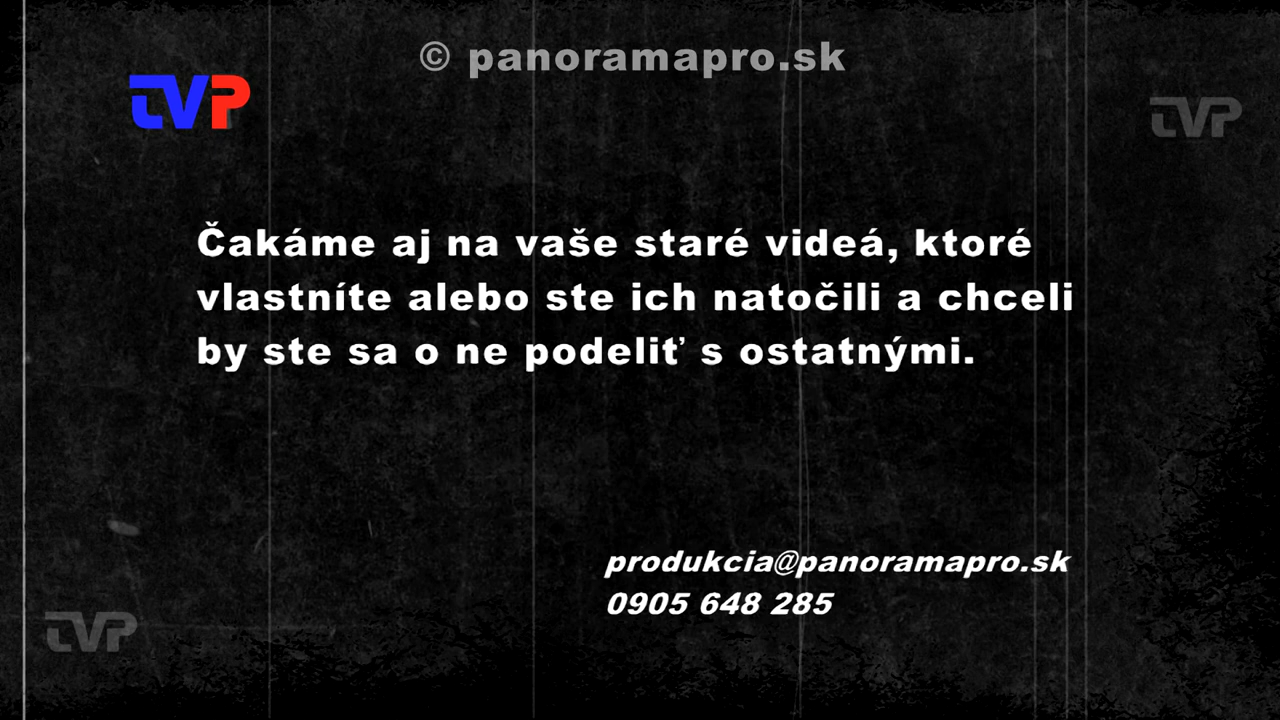 © panoramapro.sk
TVP
TVP
Čakáme aj na vaše staré videá, ktoré
vlastníte alebo ste ich natočili a chceli
by ste sa o ne podeliť s ostatnými.
produkcia@panoramapro.sk
0905 648 285
TVP